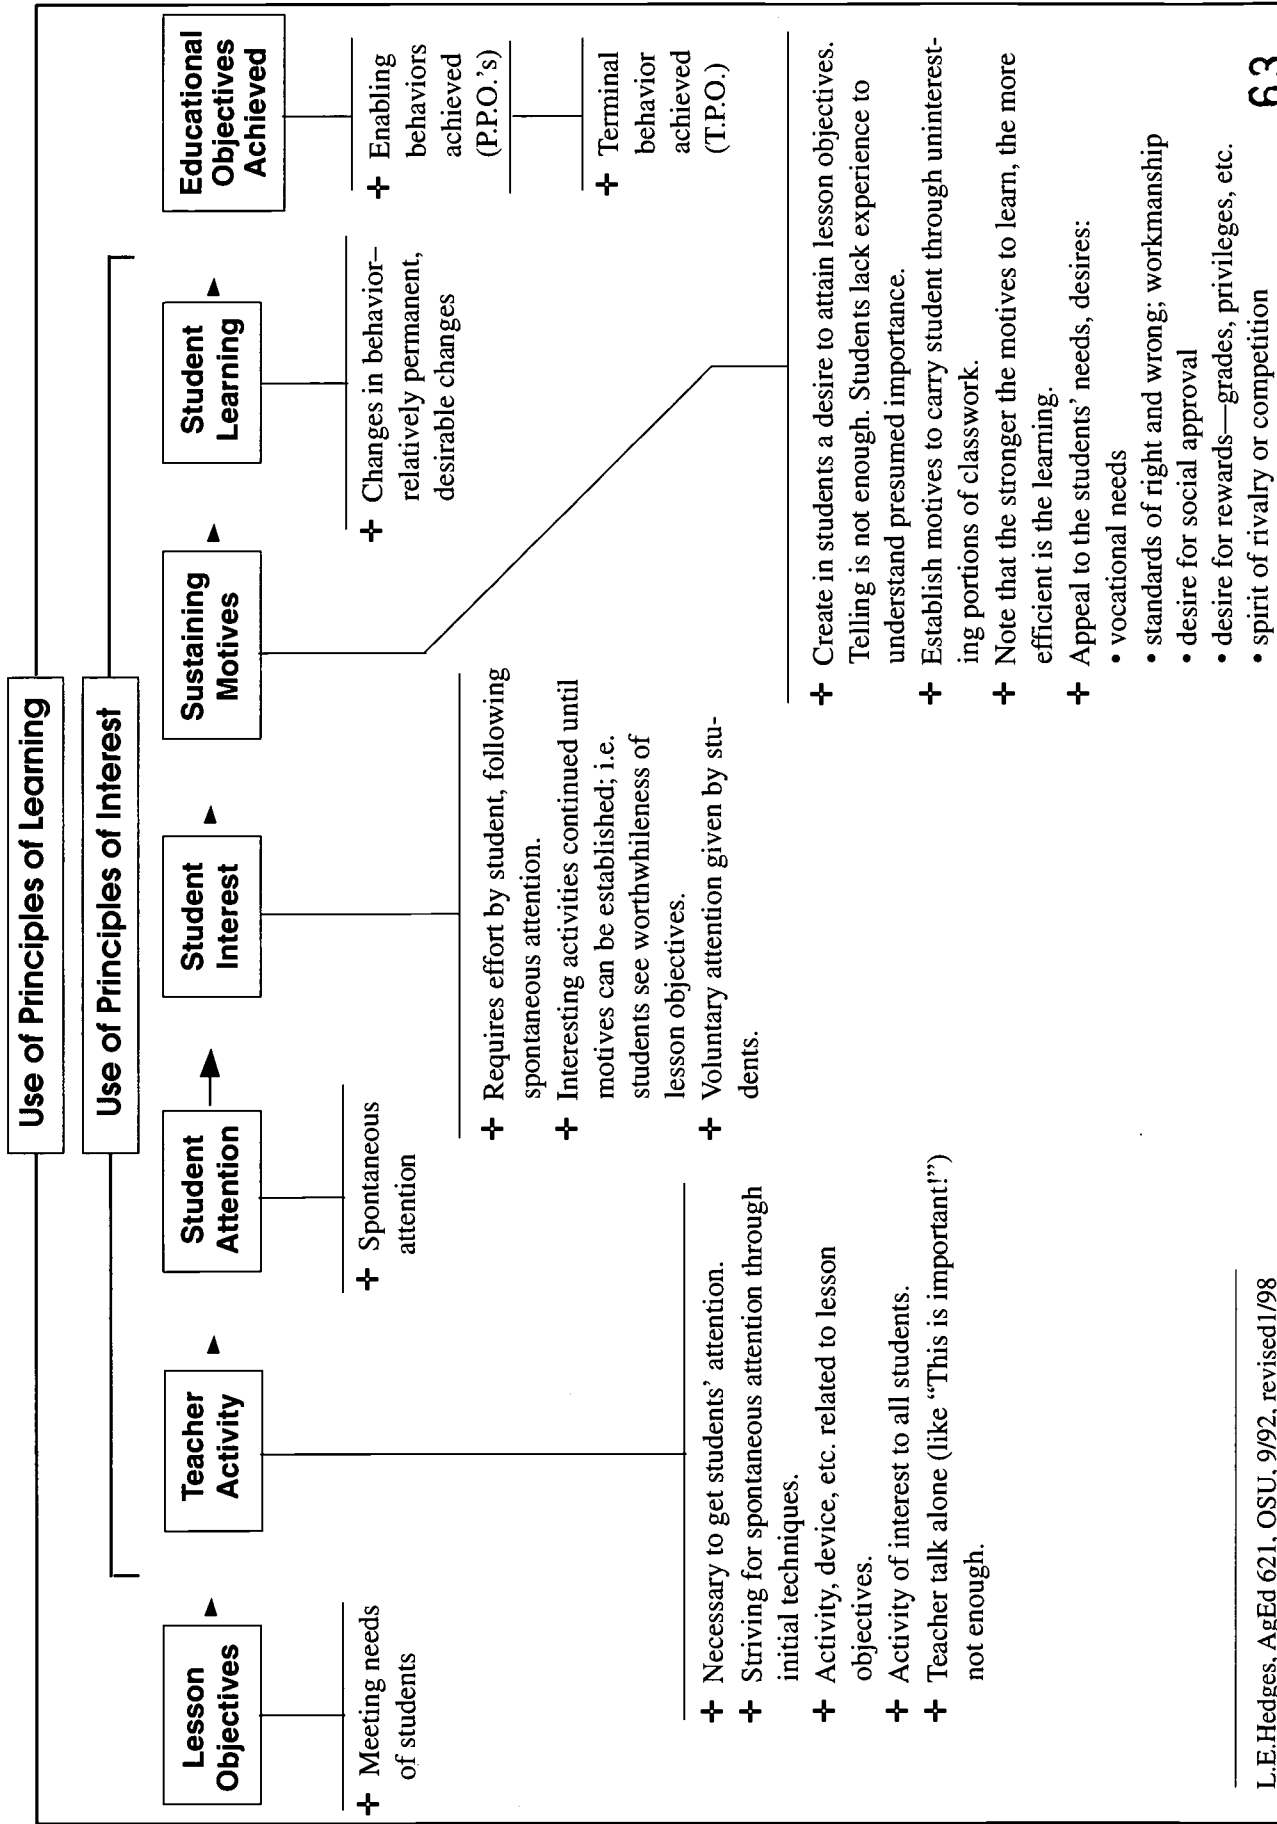 Use of Principles of Learning
Use of Principles of Interest
Lesson
Objectives
Teacher
Activity
Student
Attention
Student
Interest
Sustaining
Motives
Student
Learning
Educational
Objectives
Achieved
✢ Meeting needs
of students
✢ Necessary to get students’ attention.
✢ Striving for spontaneous attention through
initial techniques.
✢ Activity, device, etc. related to lesson
objectives.
✢ Activity of interest to all students.
✢ Teacher talk alone (like “This is important!”)
not enough.
✢ Spontaneous
attention
✢ Requires effort by student, following
spontaneous attention.
✢ Interesting activities continued until
motives can be established; i.e.
students see worthwhileness of
lesson objectives.
✢ Voluntary attention given by stu-
dents.
✢ Create in students a desire to attain lesson objectives.
Telling is not enough. Students lack experience to
understand presumed importance.
✢ Establish motives to carry student through uninterest-
ing portions of classwork.
✢ Note that the stronger the motives to learn, the more
efficient is the learning.
✢ Appeal to the students’ needs, desires:
• vocational needs
• standards of right and wrong; workmanship
• desire for social approval
• desire for rewards—grades, privileges, etc.
• spirit of rivalry or competition
✢ Changes in behavior–
relatively permanent,
desirable changes
✢ Enabling
behaviors
achieved
(P.P.O.’s)
✢ Terminal
behavior
achieved
(T.P.O.)
L.E.Hedges, AgEd 621, OSU, 9/92, revised1/98
63